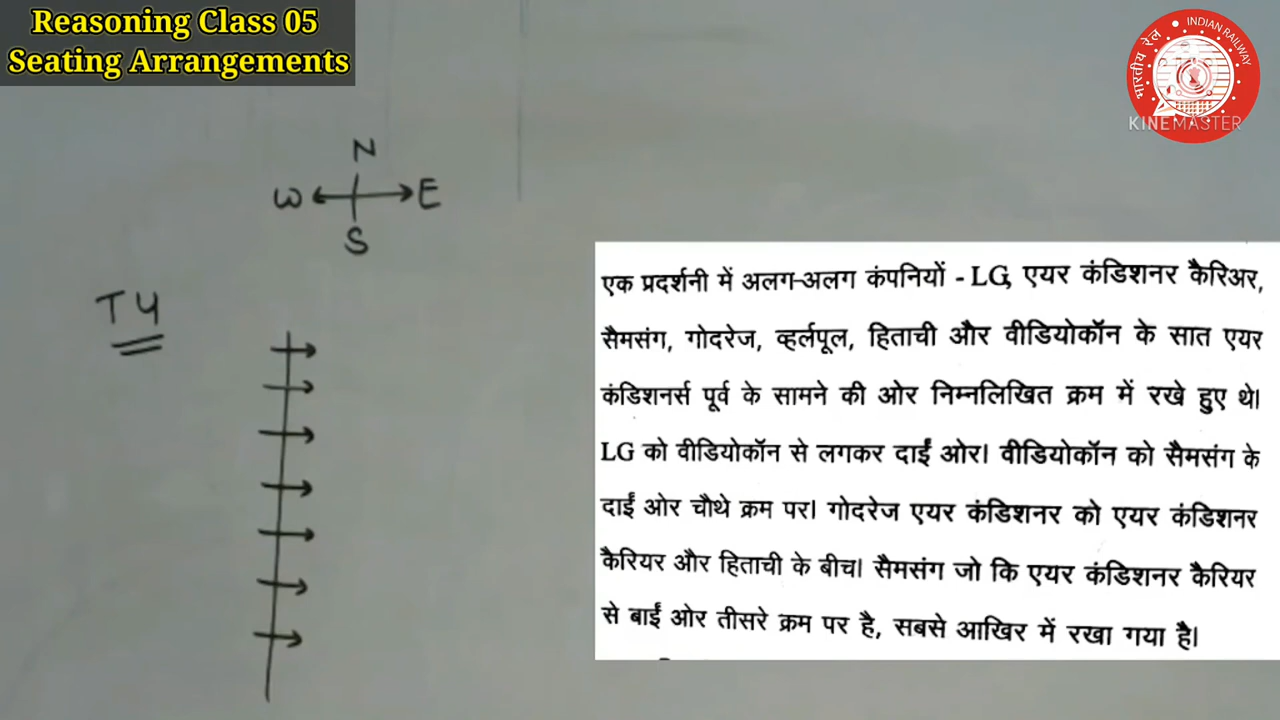 Reasoning Class 05
Seating Arrangements
भारतीय रेल
INDIAN RAILWAY
KINEMASTER
N
W E
S
T4
एक प्रदर्शनी में अलग-अलग कंपनियों - LG, एयर कंडिशनर कैरिअर,
सैमसंग, गोदरेज, व्हर्लपूल, हिताची और वीडियोकॉन के सात एयर
कंडिशनर्स पूर्व के सामने की ओर निम्नलिखित क्रम में रखे हुए थे।
LG को वीडियोकॉन से लगकर दाईं ओर। वीडियोकॉन को सैमसंग के
दाईं ओर चौथे क्रम पर। गोदरेज एयर कंडिशनर को एयर कंडिशनर
कैरियर और हिताची के बीच। सैमसंग जो कि एयर कंडिशनर कैरियर
से बाईं ओर तीसरे क्रम पर है, सबसे आखिर में रखा गया है।